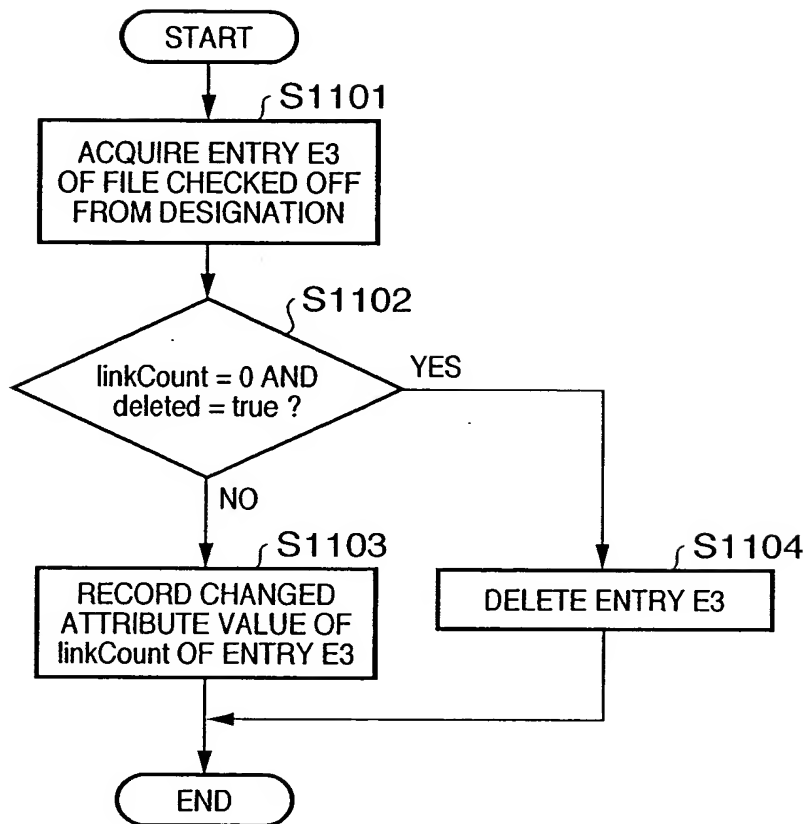 START
S1101
ACQUIRE ENTRY E3
OF FILE CHECKED OFF
FROM DESIGNATION
S1102
linkCount = 0 AND
deleted = true ?
YES
NO
S1103
RECORD CHANGED
ATTRIBUTE VALUE OF
linkCount OF ENTRY E3
S1104
DELETE ENTRY E3
END